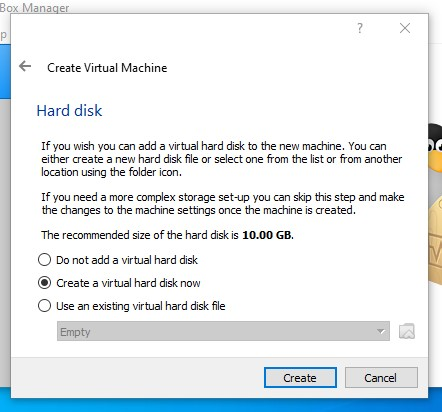 Box Manager
p
?
Create Virtual Machine
Hard disk
If you wish you can add a virtual hard disk to the new machine. You can
either create a new hard disk file or select one from the list or from another
location using the folder icon.
If you need a more complex storage set-up you can skip this step and make
the changes to the machine settings once the machine is created.
The recommended size of the hard disk is 10.00 GB.
Do not add a virtual hard disk
Create a virtual hard disk now
Use an existing virtual hard disk file
Empty
Create
Cancel